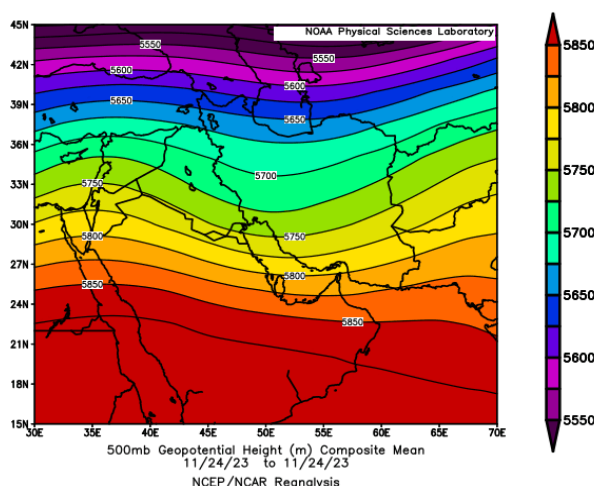 NOAA Physical Sciences Laboratory
45N
42N
39N
36N
33N
30N
27N
24N
21N
18N
15N
30E 35E 40E 45E 50E 55E 60E 65E 70E
5550
5550
5600
5600
5650
5650
5700
5750
5750
5800
5800
5850
5850
500mb Geopotential Height (m) Composite Mean
11/24/23 to 11/24/23
NCEP/NCAR Reanalysis
5850
5800
5750
5700
5650
5600
5550